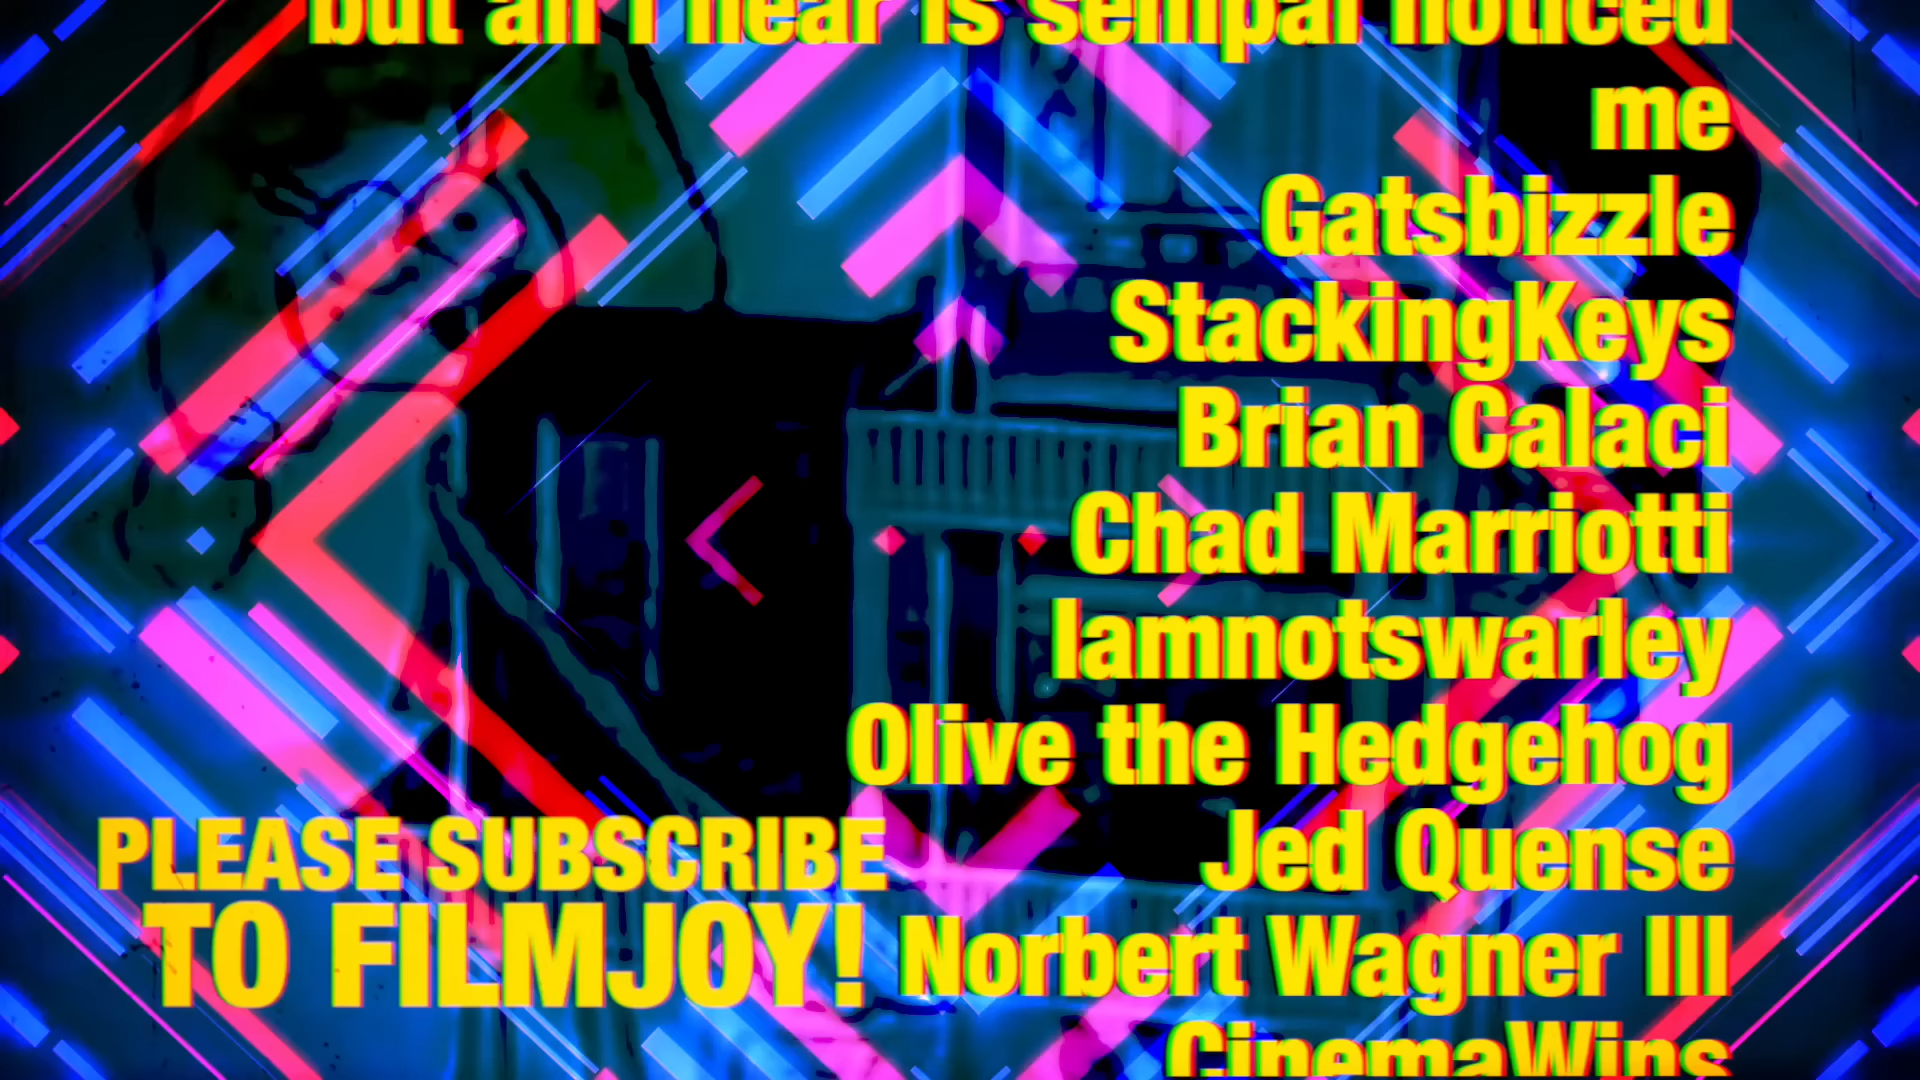 but all I hear is sempai noticed
me
Gatsbizzle
StackingKeys
Brian Calaci
Chad Marriotti
Iamnotswarley
Olive the Hedgehog
Jed Quense
Norbert Wagner III
CinemaWins
PLEASE SUBSCRIBE
TO FILMJOY!